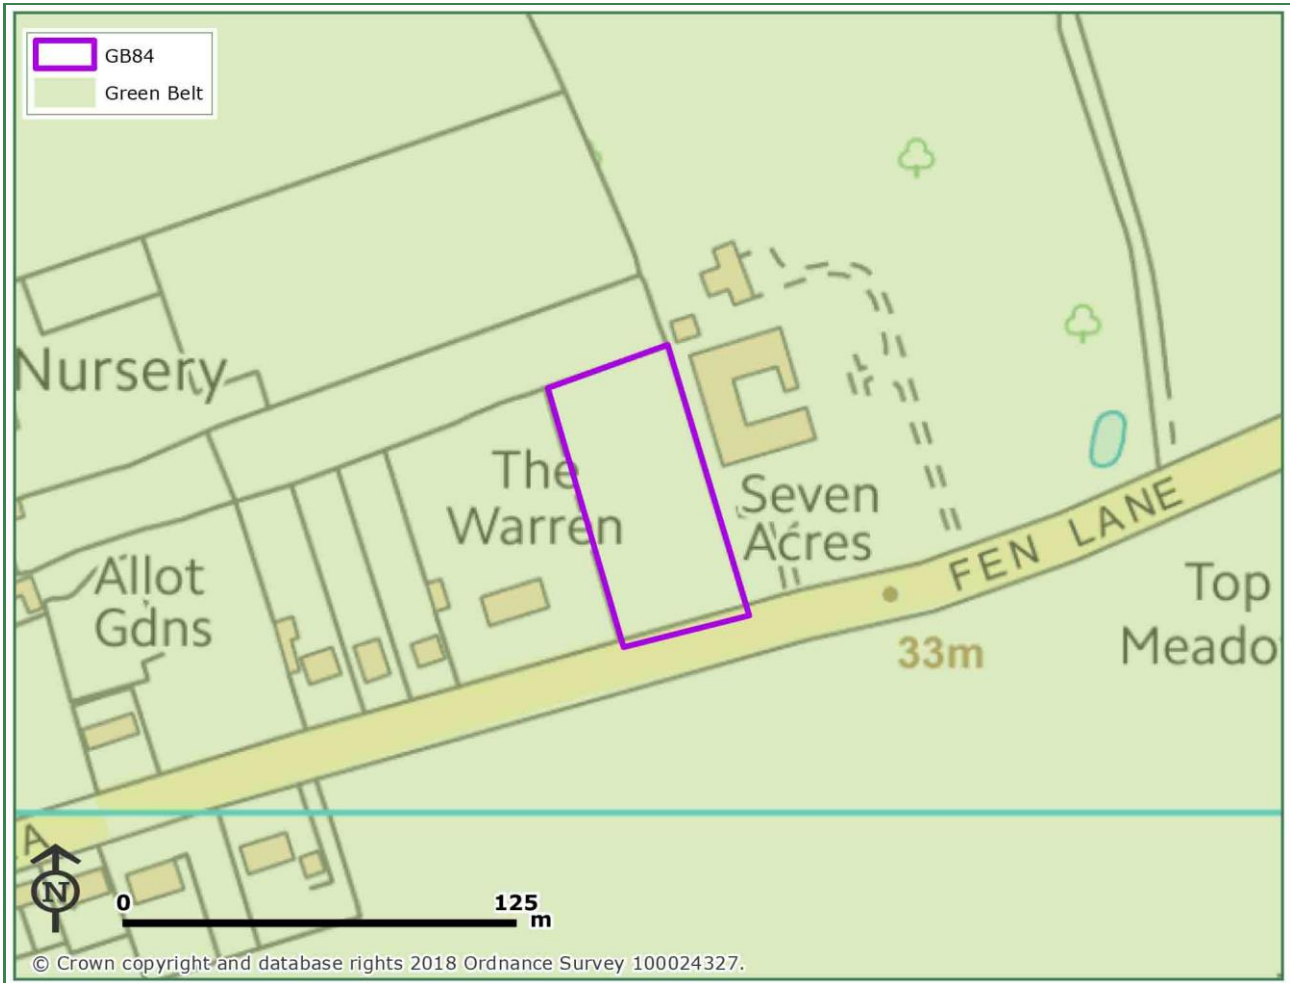 GB84
Green Belt
Nursery
The
Warren
Seven
Acres
FEN LANE
Allot
Gdns
Top
Meado
33m
A
N
0
125
m
© Crown copyright and database rights 2018 Ordnance Survey 100024327.